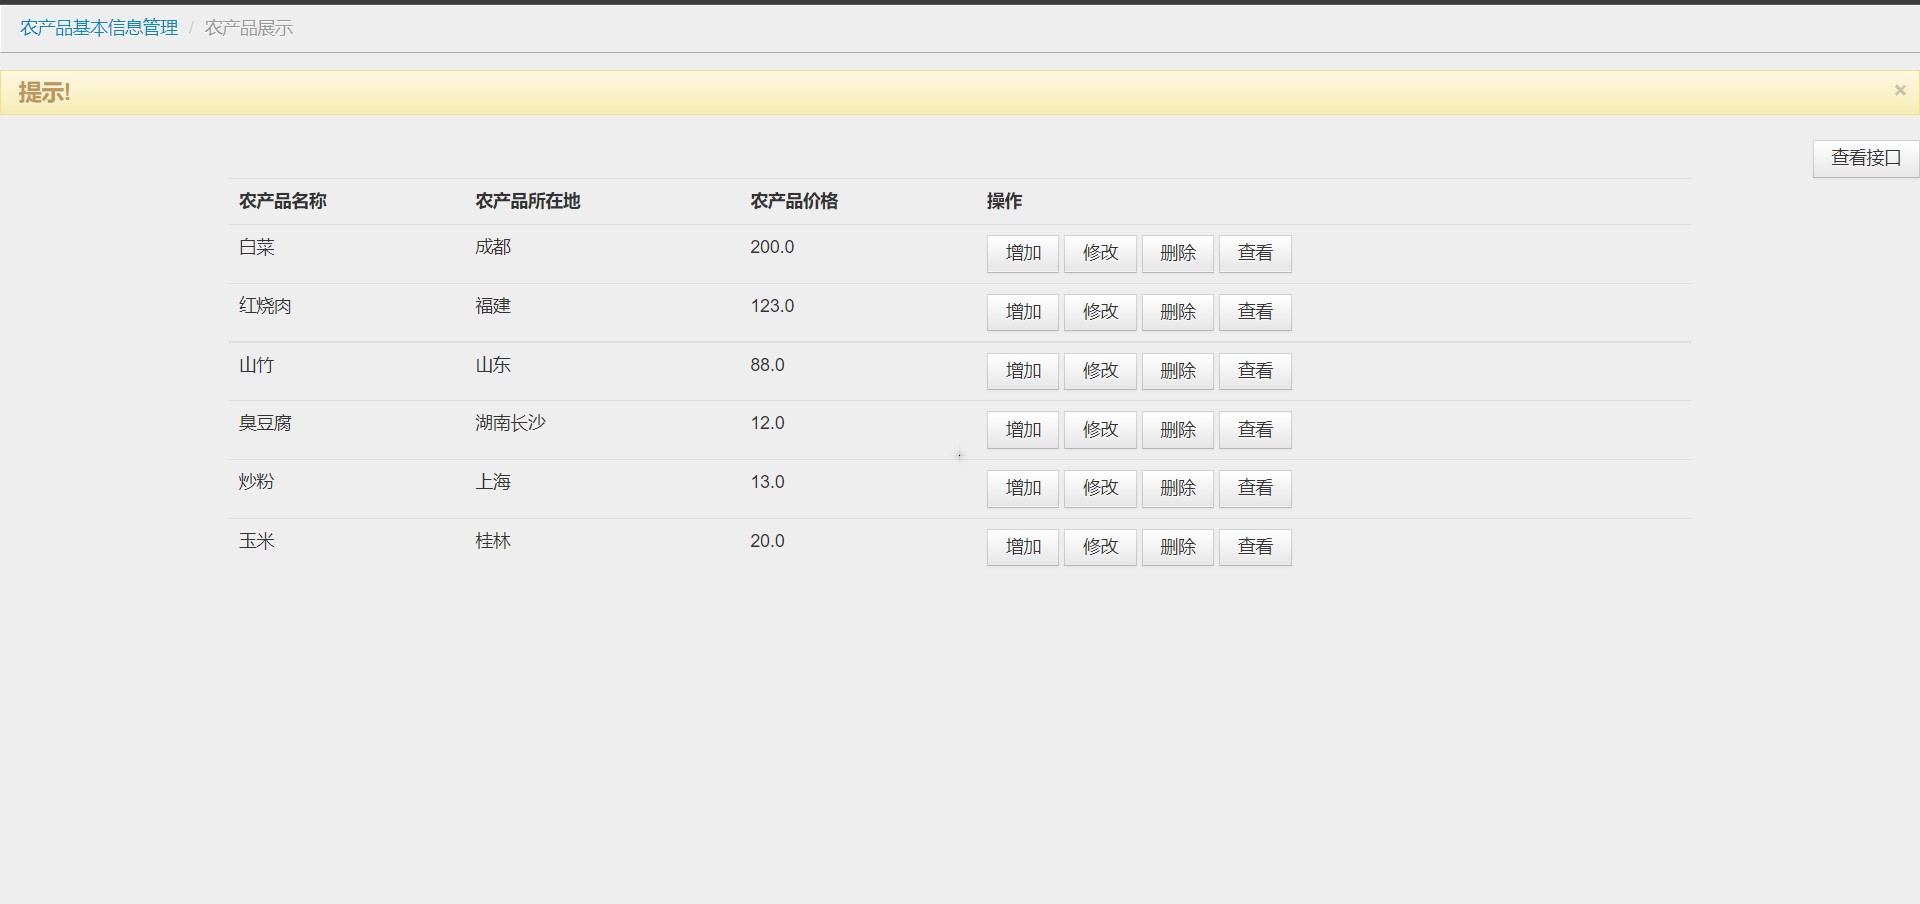 农产品基本信息管理 / 农产品展示
提示! ×
查看接口
农产品名称 农产品所在地 农产品价格 操作
白菜 成都 200.0 增加 修改 删除 查看
红烧肉 福建 123.0 增加 修改 删除 查看
山竹 山东 88.0 增加 修改 删除 查看
臭豆腐 湖南长沙 12.0 增加 修改 删除 查看
炒粉 上海 13.0 增加 修改 删除 查看
玉米 桂林 20.0 增加 修改 删除 查看